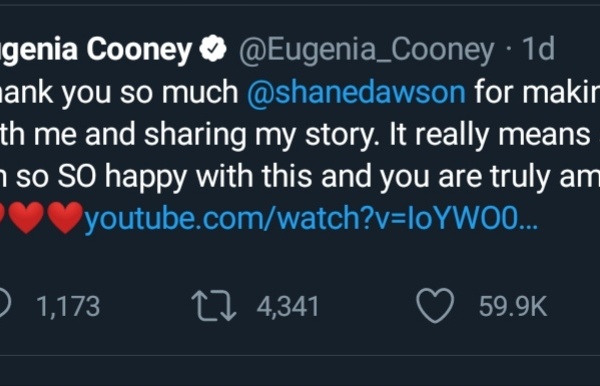 genia Cooney @Eugenia_Cooney · 1d
ank you so much @shanedawson for makin
th me and sharing my story. It really means
so SO happy with this and you are truly am
youtube.com/watch?v=IoYWO0...
1,173 4,341 59.9K